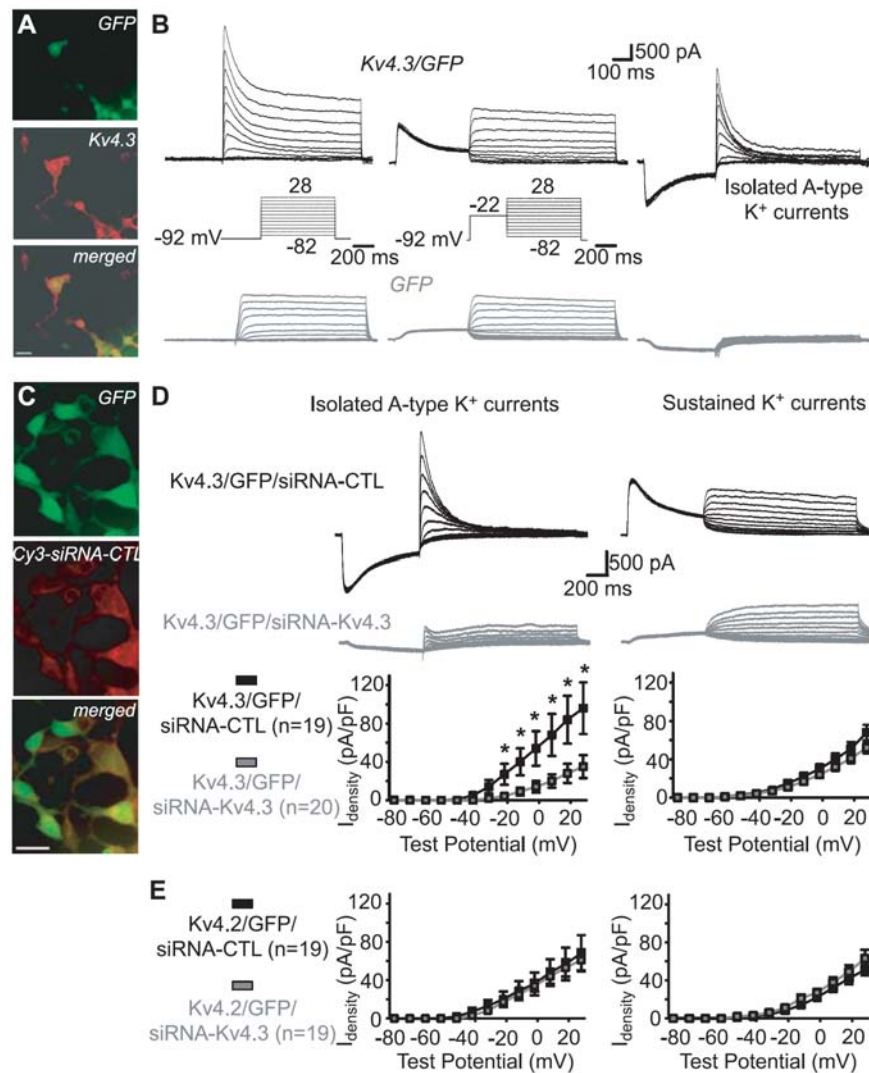 A
GFP
Kv4.3
merged
B
Kv4.3/GFP
500 pA
100 ms
28
-92 mV
-82
200 ms
28
-22
-92 mV
-82
200 ms
Isolated A-type
K⁺ currents
GFP
C
GFP
Cy3-siRNA-CTL
merged
D
Isolated A-type K⁺ currents
Sustained K⁺ currents
Kv4.3/GFP/siRNA-CTL
500 pA
200 ms
Kv4.3/GFP/siRNA-Kv4.3
Kv4.3/GFP/
siRNA-CTL (n=19)
Kv4.3/GFP/
siRNA-Kv4.3 (n=20)
Idensity (pA/pF)
120
80
40
0
* * * * * *
-80 -60 -40 -20 0 20
Test Potential (mV)
Idensity (pA/pF)
120
80
40
0
-80 -60 -40 -20 0 20
Test Potential (mV)
E
Kv4.2/GFP/
siRNA-CTL (n=19)
Kv4.2/GFP/
siRNA-Kv4.3 (n=19)
Idensity (pA/pF)
120
80
40
0
-80 -60 -40 -20 0 20
Test Potential (mV)
Idensity (pA/pF)
120
80
40
0
-80 -60 -40 -20 0 20
Test Potential (mV)